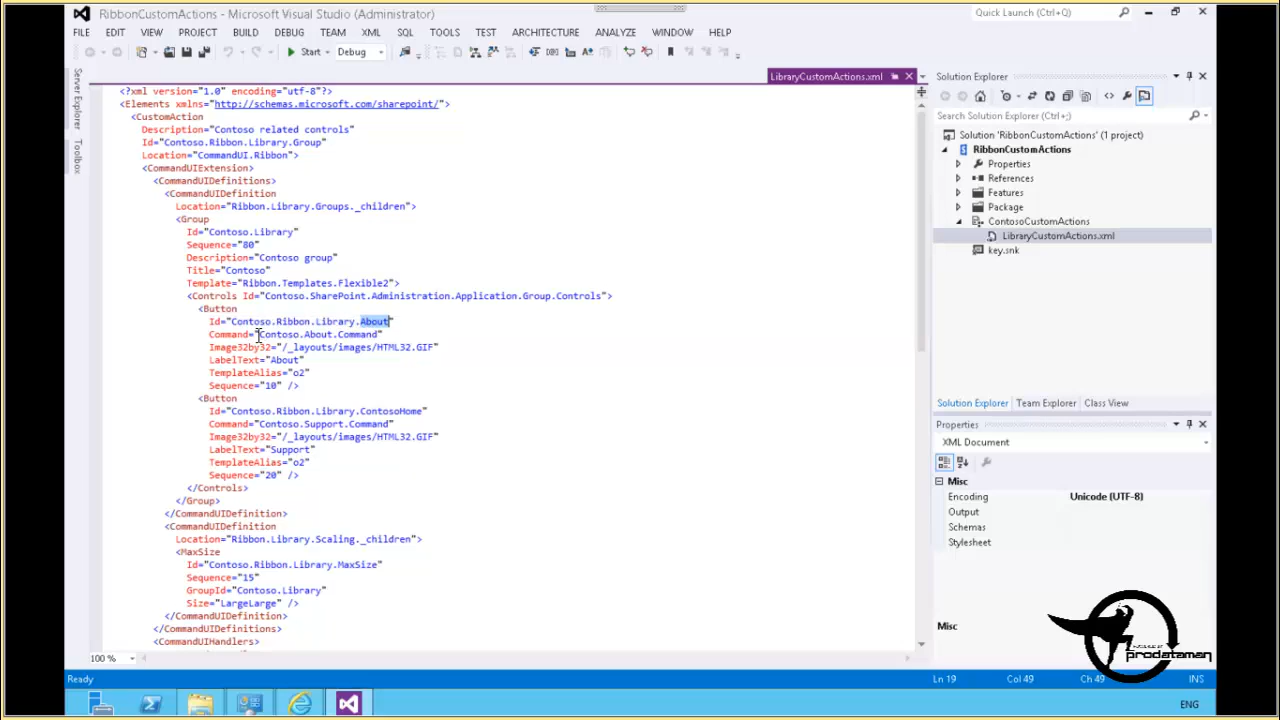 RibbonCustomActions - Microsoft Visual Studio (Administrator)
Quick Launch (Ctrl+Q)
FILE EDIT VIEW PROJECT BUILD DEBUG TEAM XML SQL TOOLS TEST ARCHITECTURE ANALYZE WINDOW HELP
Start Debug
Server Explorer
Toolbox
LibraryCustomActions.xml
<?xml version="1.0" encoding="utf-8"?>
<Elements xmlns="http://schemas.microsoft.com/sharepoint/">
<CustomAction
Description="Contoso related controls"
Id="Contoso.Ribbon.Library.Group"
Location="CommandUI.Ribbon">
<CommandUIExtension>
<CommandUIDefinitions>
<CommandUIDefinition
Location="Ribbon.Library.Groups._children">
<Group
Id="Contoso.Library"
Sequence="80"
Description="Contoso group"
Title="Contoso"
Template="Ribbon.Templates.Flexible2">
<Controls Id="Contoso.SharePoint.Administration.Application.Group.Controls">
<Button
Id="Contoso.Ribbon.Library.About"
Command="Contoso.About.Command"
Image32by32="/_layouts/images/HTML32.GIF"
LabelText="About"
TemplateAlias="o2"
Sequence="10" />
<Button
Id="Contoso.Ribbon.Library.ContosoHome"
Command="Contoso.Support.Command"
Image32by32="/_layouts/images/HTML32.GIF"
LabelText="Support"
TemplateAlias="o2"
Sequence="20" />
</Controls>
</Group>
</CommandUIDefinition>
<CommandUIDefinition
Location="Ribbon.Library.Scaling._children">
<MaxSize
Id="Contoso.Ribbon.Library.MaxSize"
Sequence="15"
GroupId="Contoso.Library"
Size="LargeLarge" />
</CommandUIDefinition>
</CommandUIDefinitions>
<CommandUIHandlers>
100 %
Solution Explorer
Search Solution Explorer (Ctrl+;)
Solution 'RibbonCustomActions' (1 project)
RibbonCustomActions
Properties
References
Features
Package
ContosoCustomActions
LibraryCustomActions.xml
key.snk
Solution Explorer Team Explorer Class View
Properties
XML Document
Misc
Encoding Unicode (UTF-8)
Output
Schemas
Stylesheet
Misc
prodataman
Ready Ln 19 Col 49 Ch 49 INS
ENG